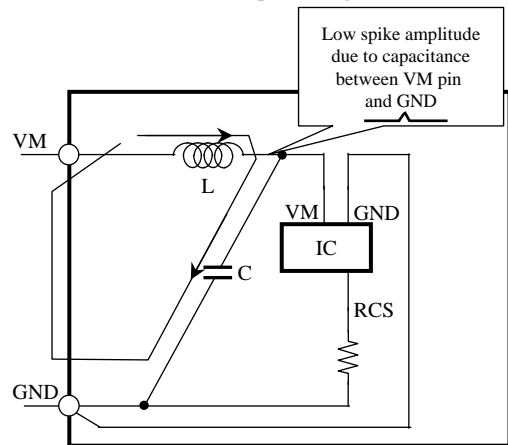 Low spike amplitude
due to capacitance
between VM pin
and GND
VM
L
VM
GND
IC
C
RCS
GND